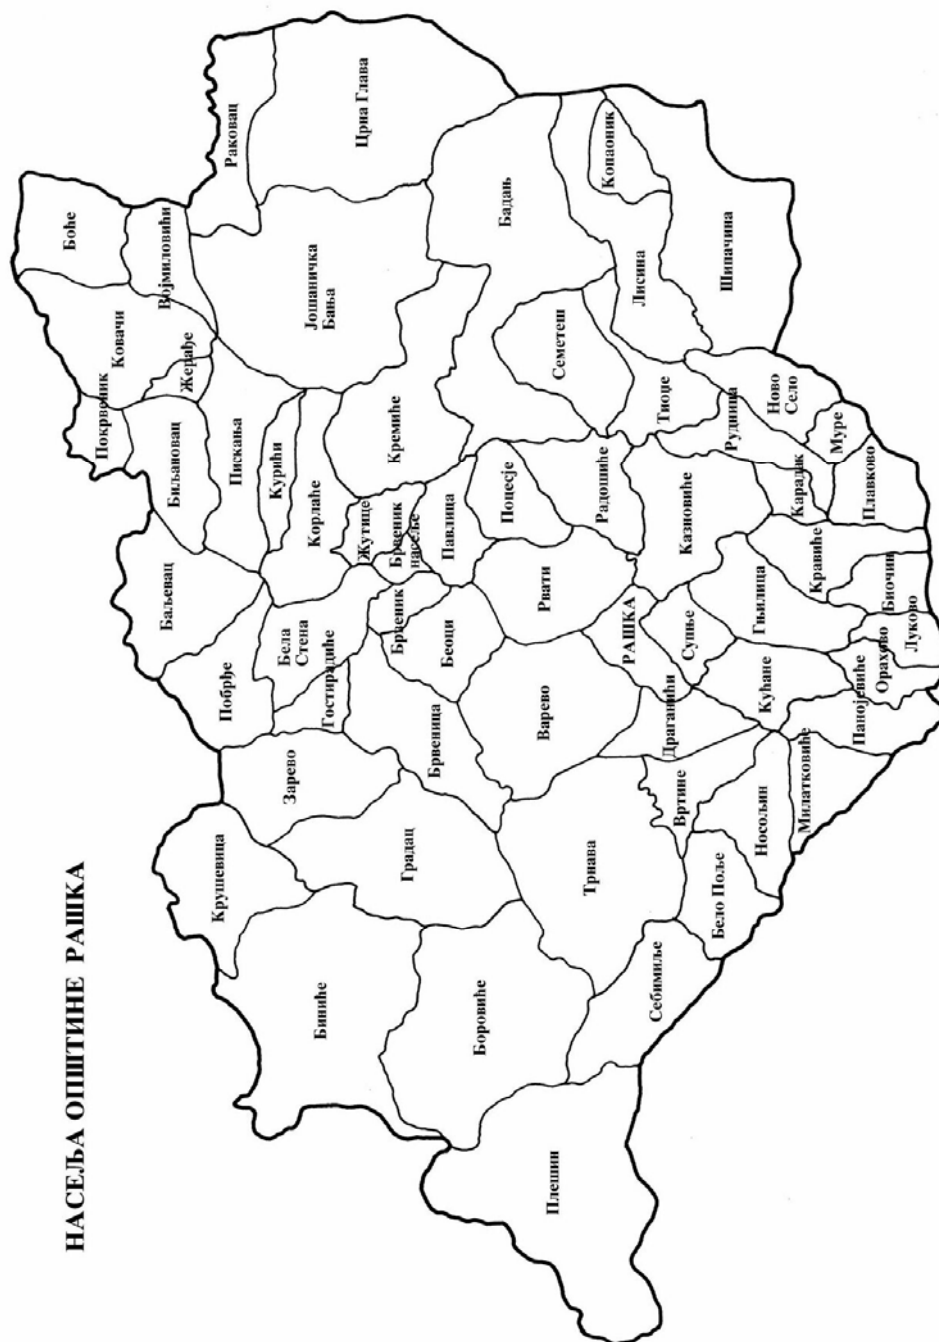 НАСЕЉА ОПШТИНЕ РАШКА
Боће
Покрвеник
Ковачи
Баљевац
Војмиловићи
Биљановац
Жерађе
Крушевица
Побрђе
Пискања
Раковац
Курићи
Зарево
Бела
Стена
Биниће
Корлаће
Јошаничка
Бања
Гостирадиће
Жутице
Црна Глава
Кремиће
Брвеник
Брвеник
насеље
Градац
Брвеница
Беоци
Павлица
Боровиће
Поцесје
Бадањ
Варево
Рвати
Плешин
Семетеш
Трнава
Радошиће
Копаоник
РАШКА
Лисина
Себимиље
Драганићи
Супње
Казновиће
Тиоџе
Вртине
Бело Поље
Шипачина
Рудница
Гњилица
Кућане
Носољин
Ново
Село
Карадак
Милатковиће
Кравиће
Муре
Панојевиће
Плавково
Орахово
Биочин
Луково